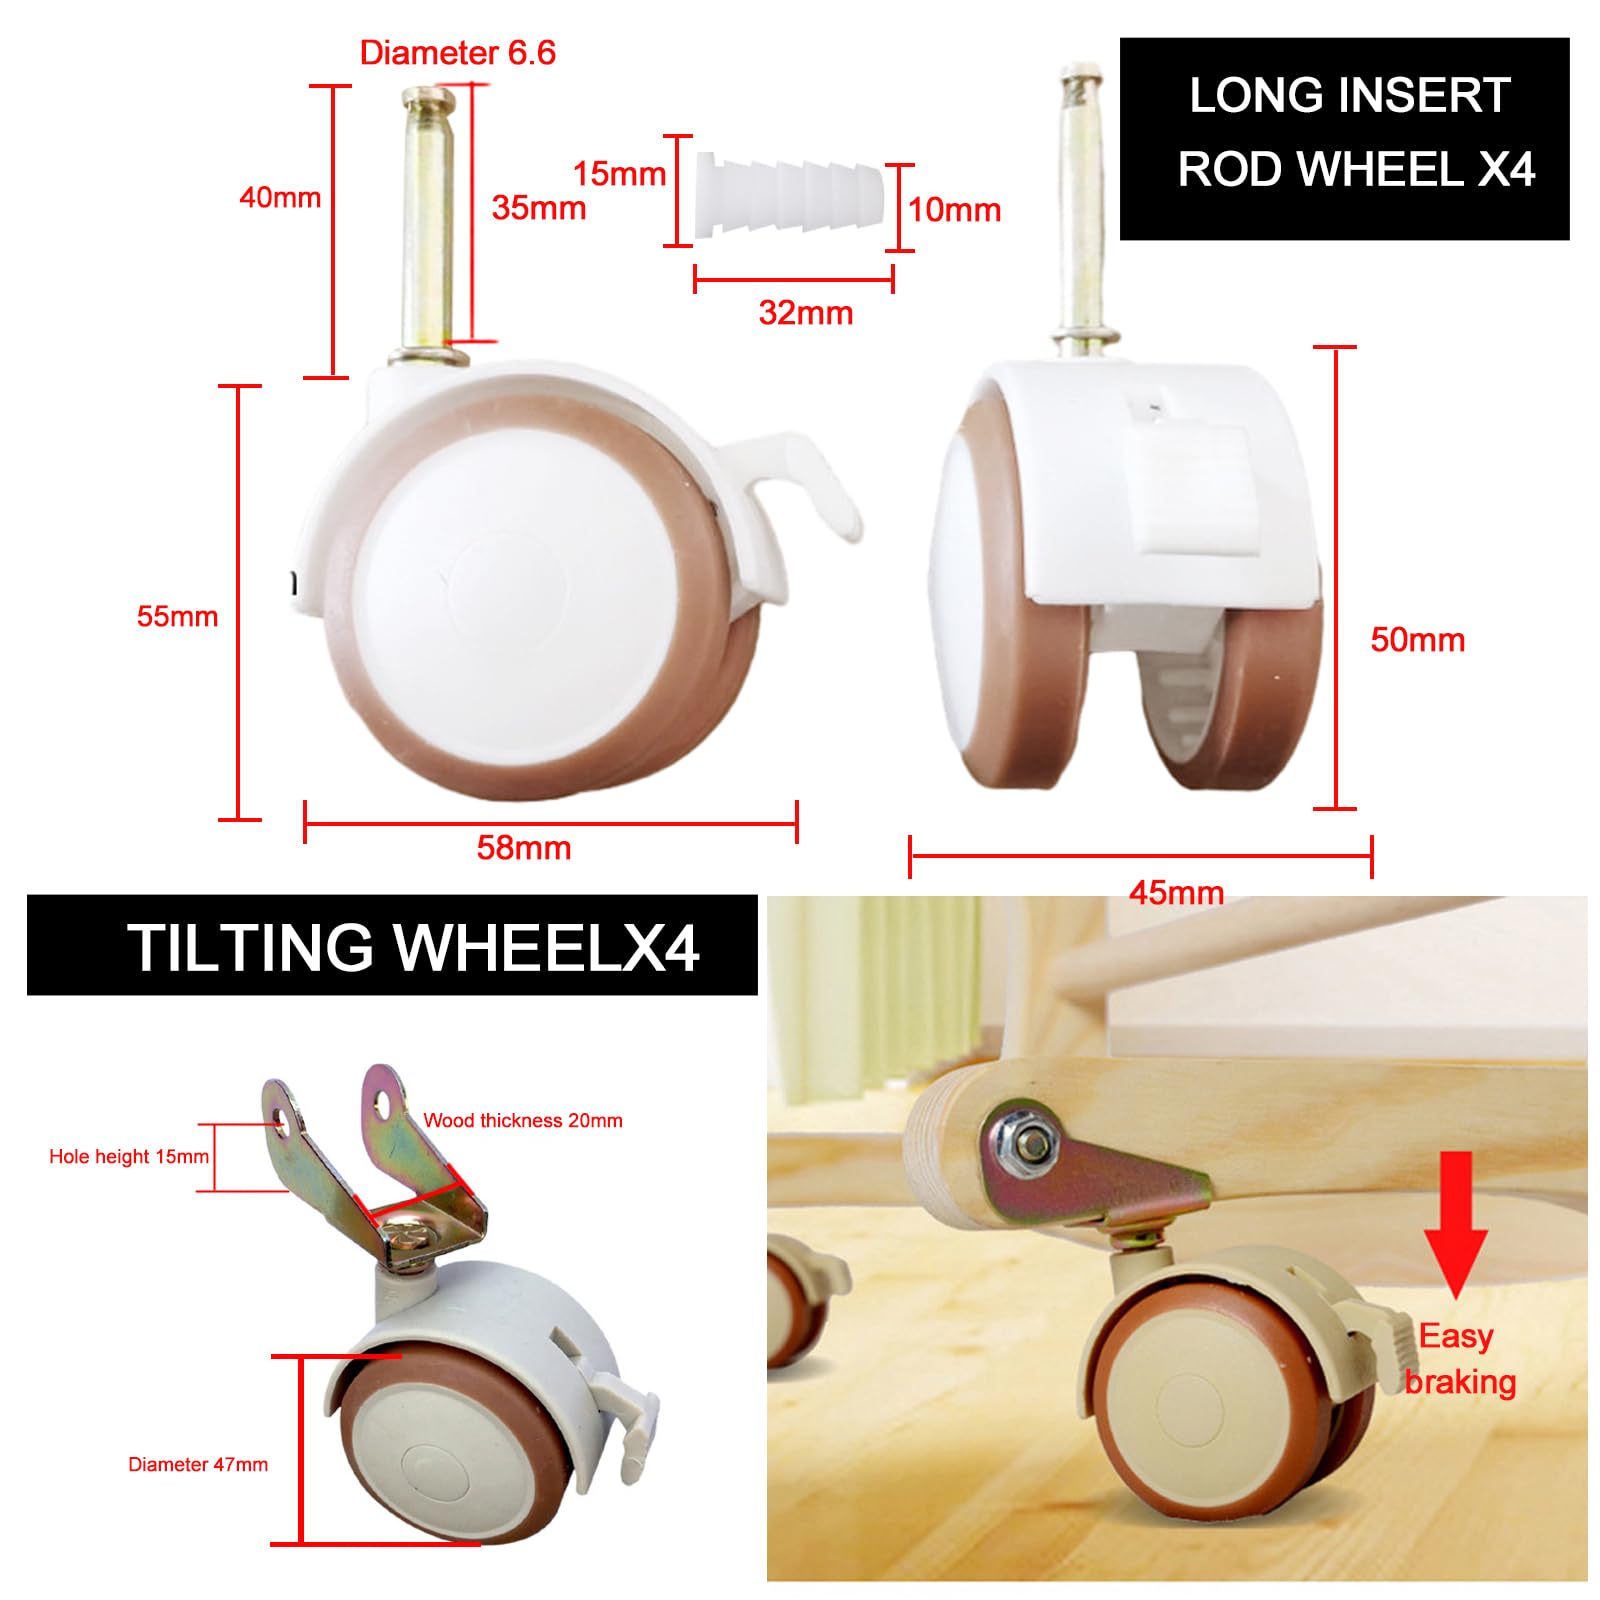 Diameter 6.6
LONG INSERT
ROD WHEEL X4
40mm
35mm
15mm
10mm
32mm
55mm
50mm
58mm
45mm
TILTING WHEELX4
Wood thickness 20mm
Hole height 15mm
Diameter 47mm
Easy
braking